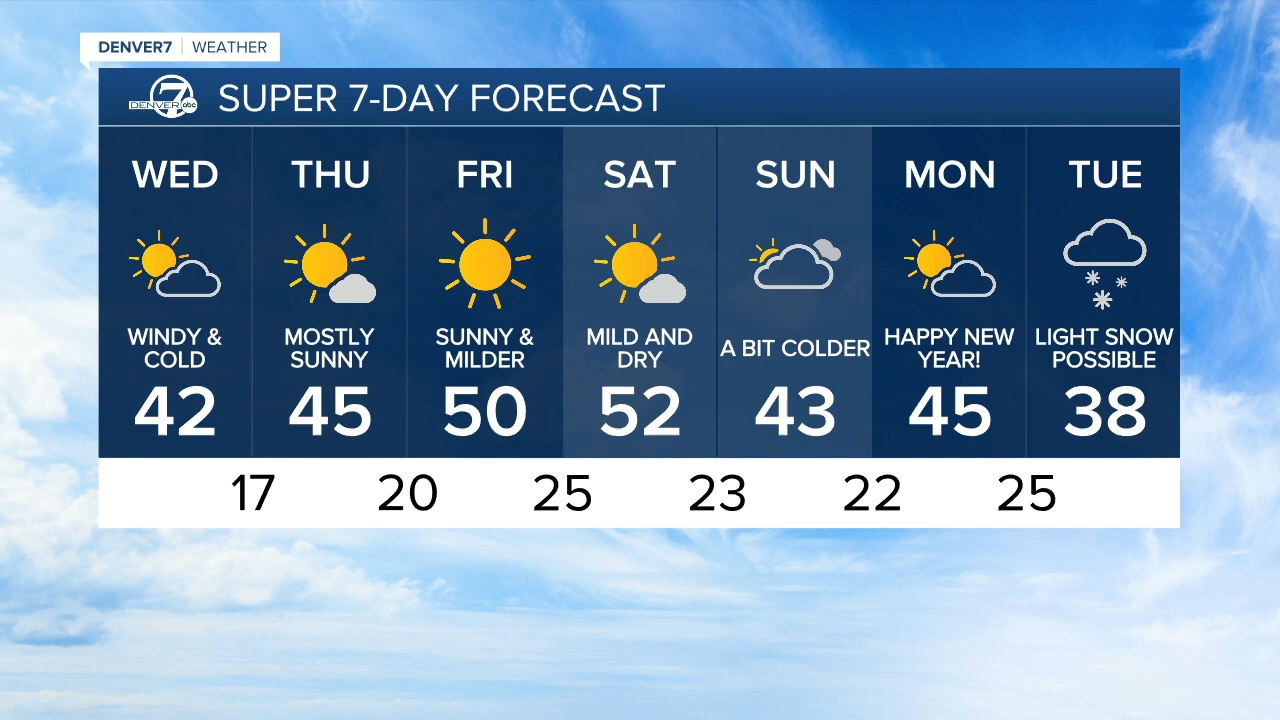 DENVER7 | WEATHER
7
DENVER abc
SUPER 7-DAY FORECAST
WED THU FRI SAT SUN MON TUE
WINDY &
COLD
MOSTLY
SUNNY
SUNNY &
MILDER
MILD AND
DRY
A BIT COLDER
HAPPY NEW
YEAR!
LIGHT SNOW
POSSIBLE
42 45 50 52 43 45 38
17 20 25 23 22 25